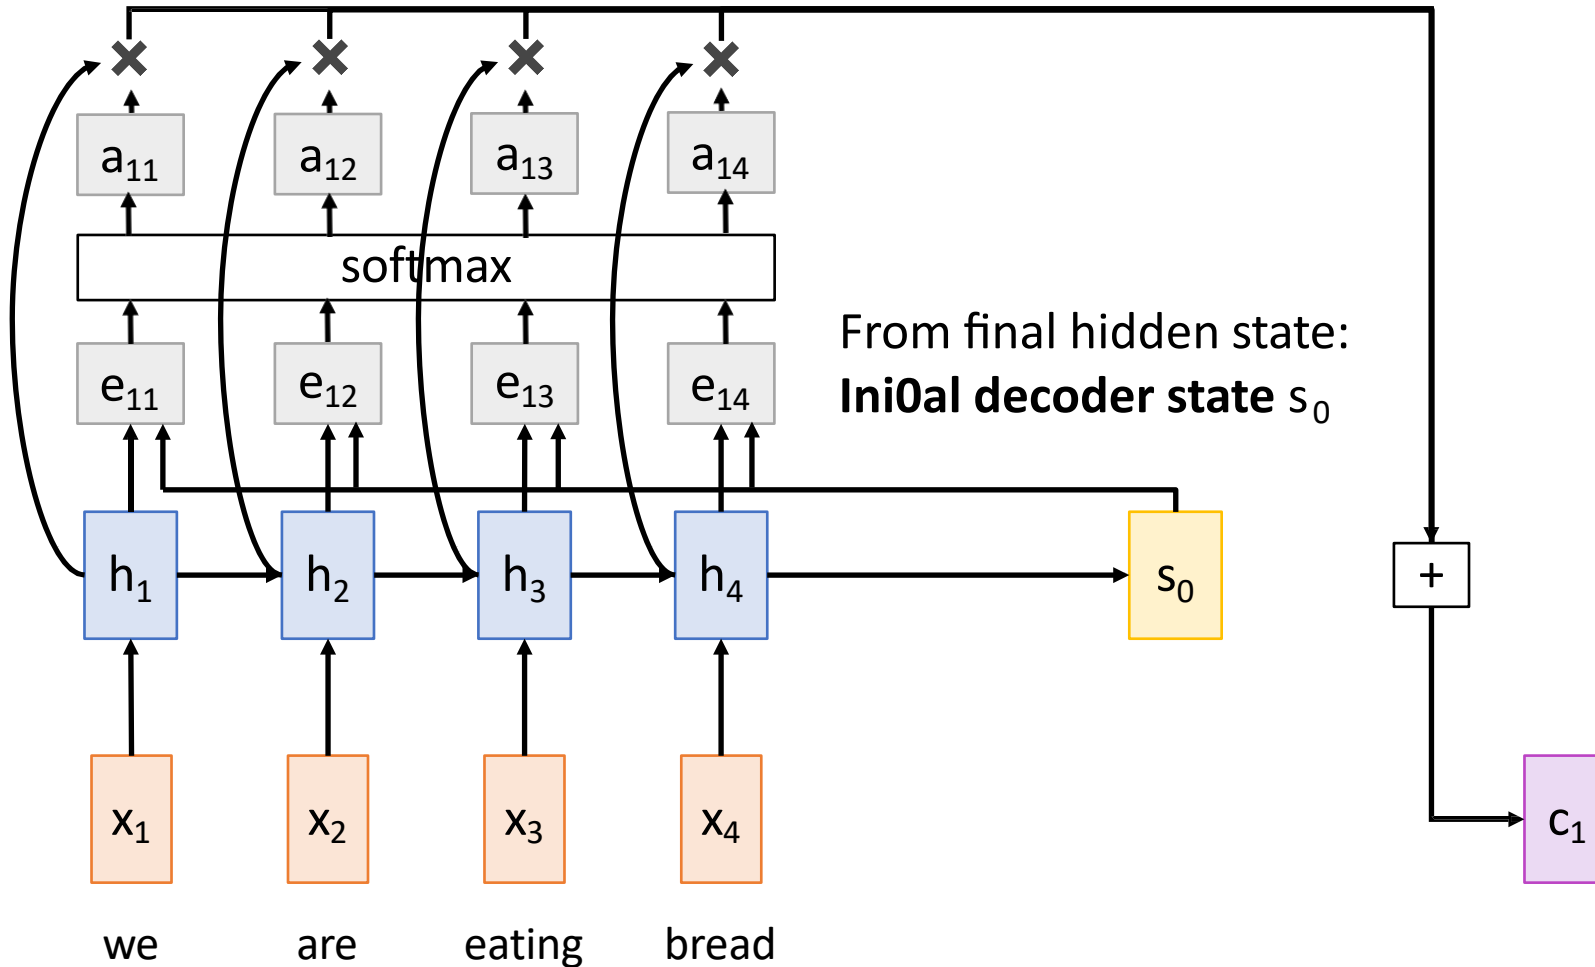 a₁₁ a₁₂ a₁₃ a₁₄
softmax
From final hidden state:
Ini0al decoder state s₀
e₁₁ e₁₂ e₁₃ e₁₄
h₁ h₂ h₃ h₄ s₀ +
x₁ x₂ x₃ x₄ c₁
we are eating bread